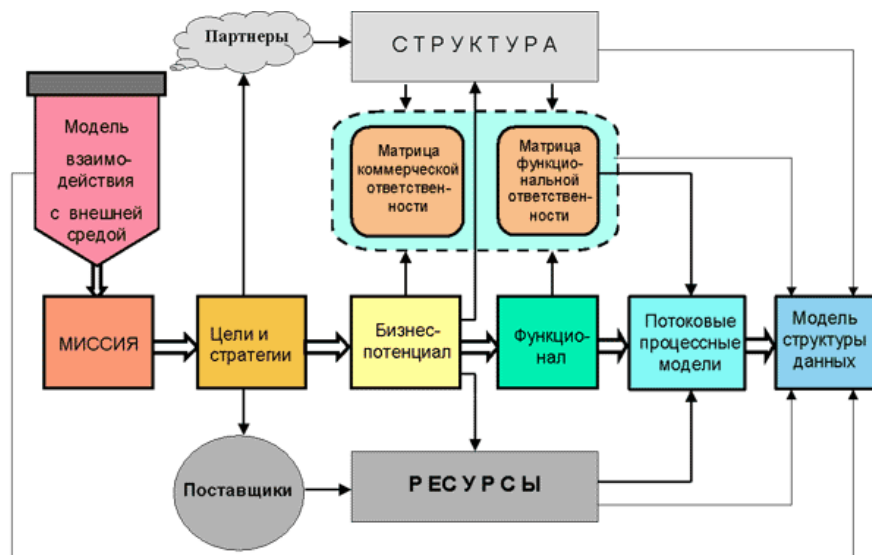 Партнеры
СТРУКТУРА
Модель
взаимо-
действия
с внешней
средой
Матрица
коммерческой
ответствен-
ности
Матрица
функцио-
нальной
ответствен-
ности
МИССИЯ
Цели и
стратегии
Бизнес-
потенциал
Функцио-
нал
Потоковые
процессные
модели
Модель
структуры
данных
Поставщики
РЕСУРСЫ